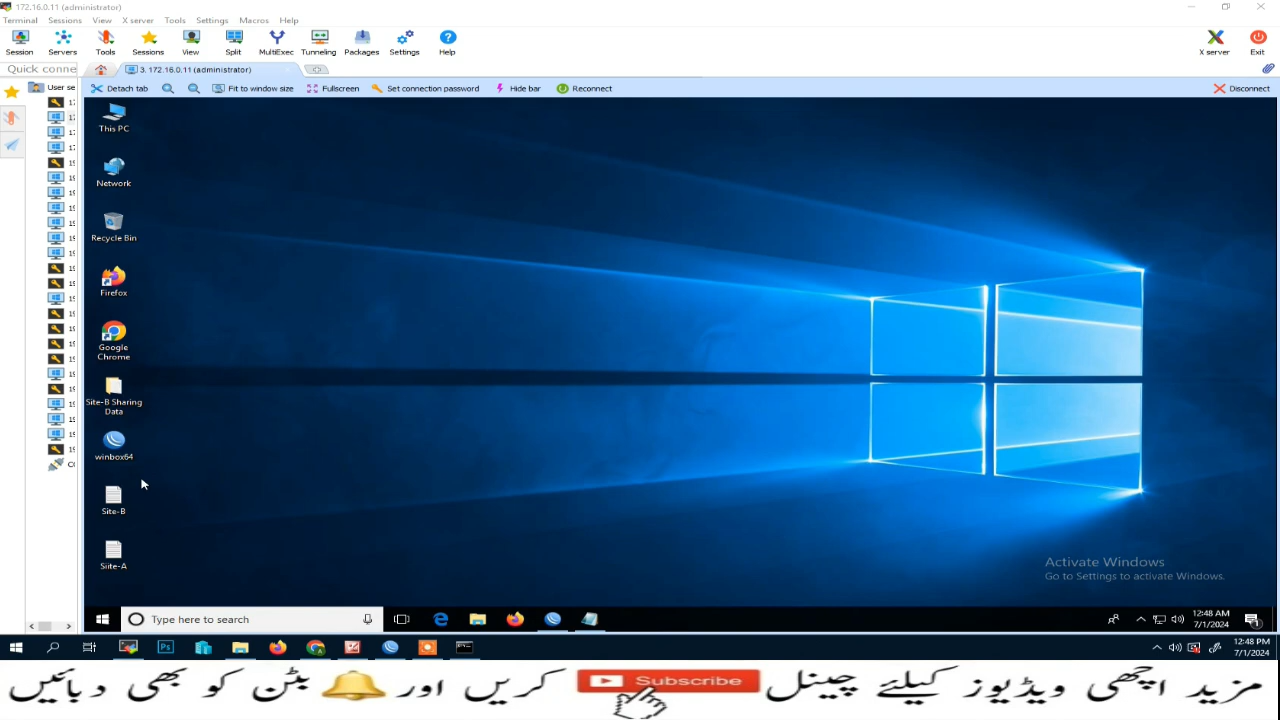 172.16.0.11 (administrator)
Terminal Sessions View X server Tools Settings Macros Help
Session Servers Tools Sessions View Split MultiExec Tunneling Packages Settings Help X server Exit
Quick conne
3. 172.16.0.11 (administrator)
User se
Detach tab Fit to window size Fullscreen Set connection password Hide bar Reconnect Disconnect
This PC
Network
Recycle Bin
Firefox
Google
Chrome
Site-B Sharing
Data
winbox64
Site-B
Siite-A
Activate Windows
Go to Settings to activate Windows.
Type here to search
12:48 AM
7/1/2024
Ps
12:48 PM
7/1/2024
مزید اچھی ویڈیوز کیلئے چینل Subscribe کریں اور بٹن کو بھی دبائیں